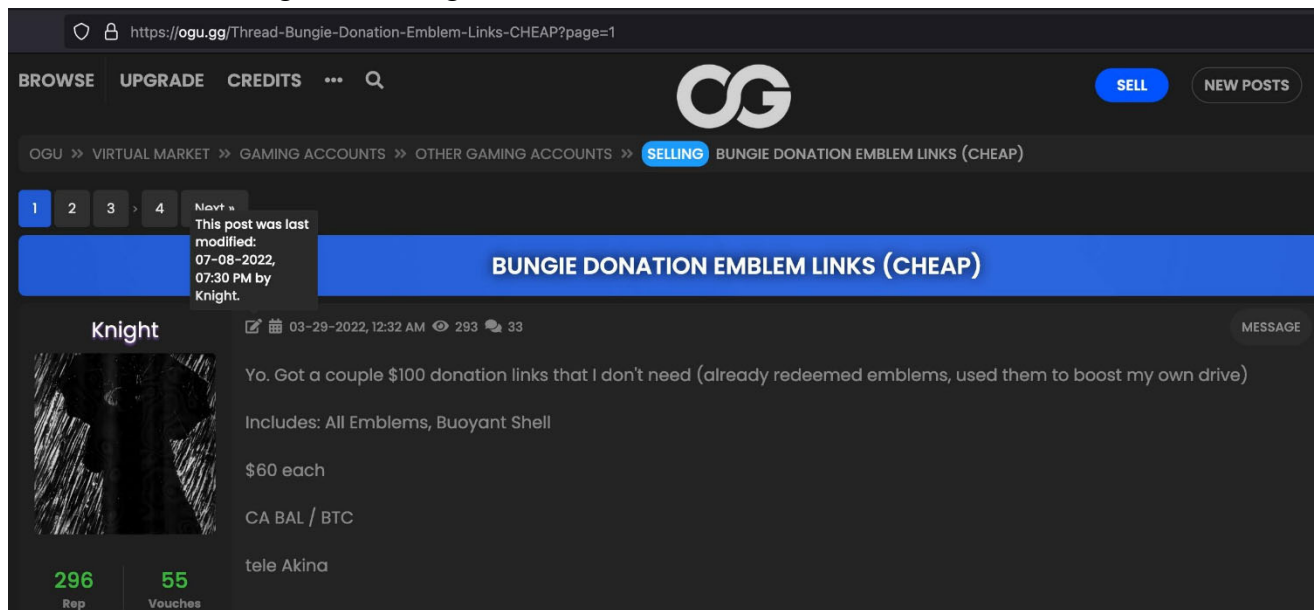 https://ogu.gg/Thread-Bungie-Donation-Emblem-Links-CHEAP?page=1
BROWSE UPGRADE CREDITS ••• OG SELL NEW POSTS
OGU » VIRTUAL MARKET » GAMING ACCOUNTS » OTHER GAMING ACCOUNTS » SELLING BUNGIE DONATION EMBLEM LINKS (CHEAP)
1 2 3 › 4 Next »
This post was last
modified:
07-08-2022,
07:30 PM by
Knight.
BUNGIE DONATION EMBLEM LINKS (CHEAP)
Knight
03-29-2022, 12:32 AM 293 33 MESSAGE
Yo. Got a couple $100 donation links that I don't need (already redeemed emblems, used them to boost my own drive)
Includes: All Emblems, Buoyant Shell
$60 each
CA BAL / BTC
tele Akina
296 55
Rep Vouches